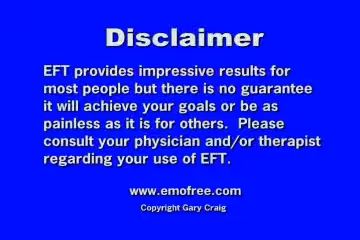 Disclaimer
EFT provides impressive results for
most people but there is no guarantee
it will achieve your goals or be as
painless as it is for others.  Please
consult your physician and/or therapist
regarding your use of EFT.
www.emofree.com
Copyright Gary Craig